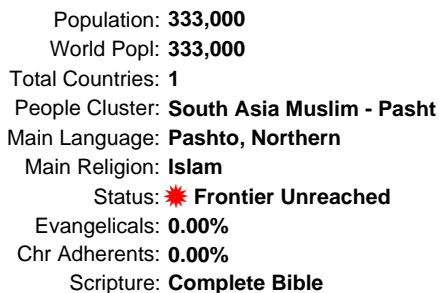 Population: 333,000
World Popl: 333,000
Total Countries: 1
People Cluster: South Asia Muslim - Pasht
Main Language: Pashto, Northern
Main Religion: Islam
Status: Frontier Unreached
Evangelicals: 0.00%
Chr Adherents: 0.00%
Scripture: Complete Bible